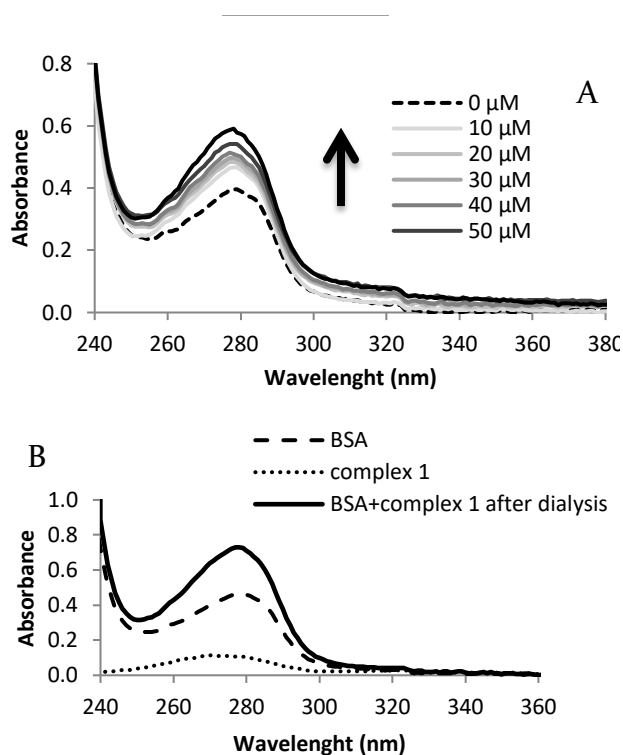 0.8
0.6
0.4
0.2
0.0
Absorbance
A
0 µM
10 µM
20 µM
30 µM
40 µM
50 µM
240 260 280 300 320 340 360 380
Wavelenght (nm)
B
BSA
complex 1
BSA+complex 1 after dialysis
1.0
0.8
0.6
0.4
0.2
0.0
Absorbance
240 260 280 300 320 340 360
Wavelenght (nm)